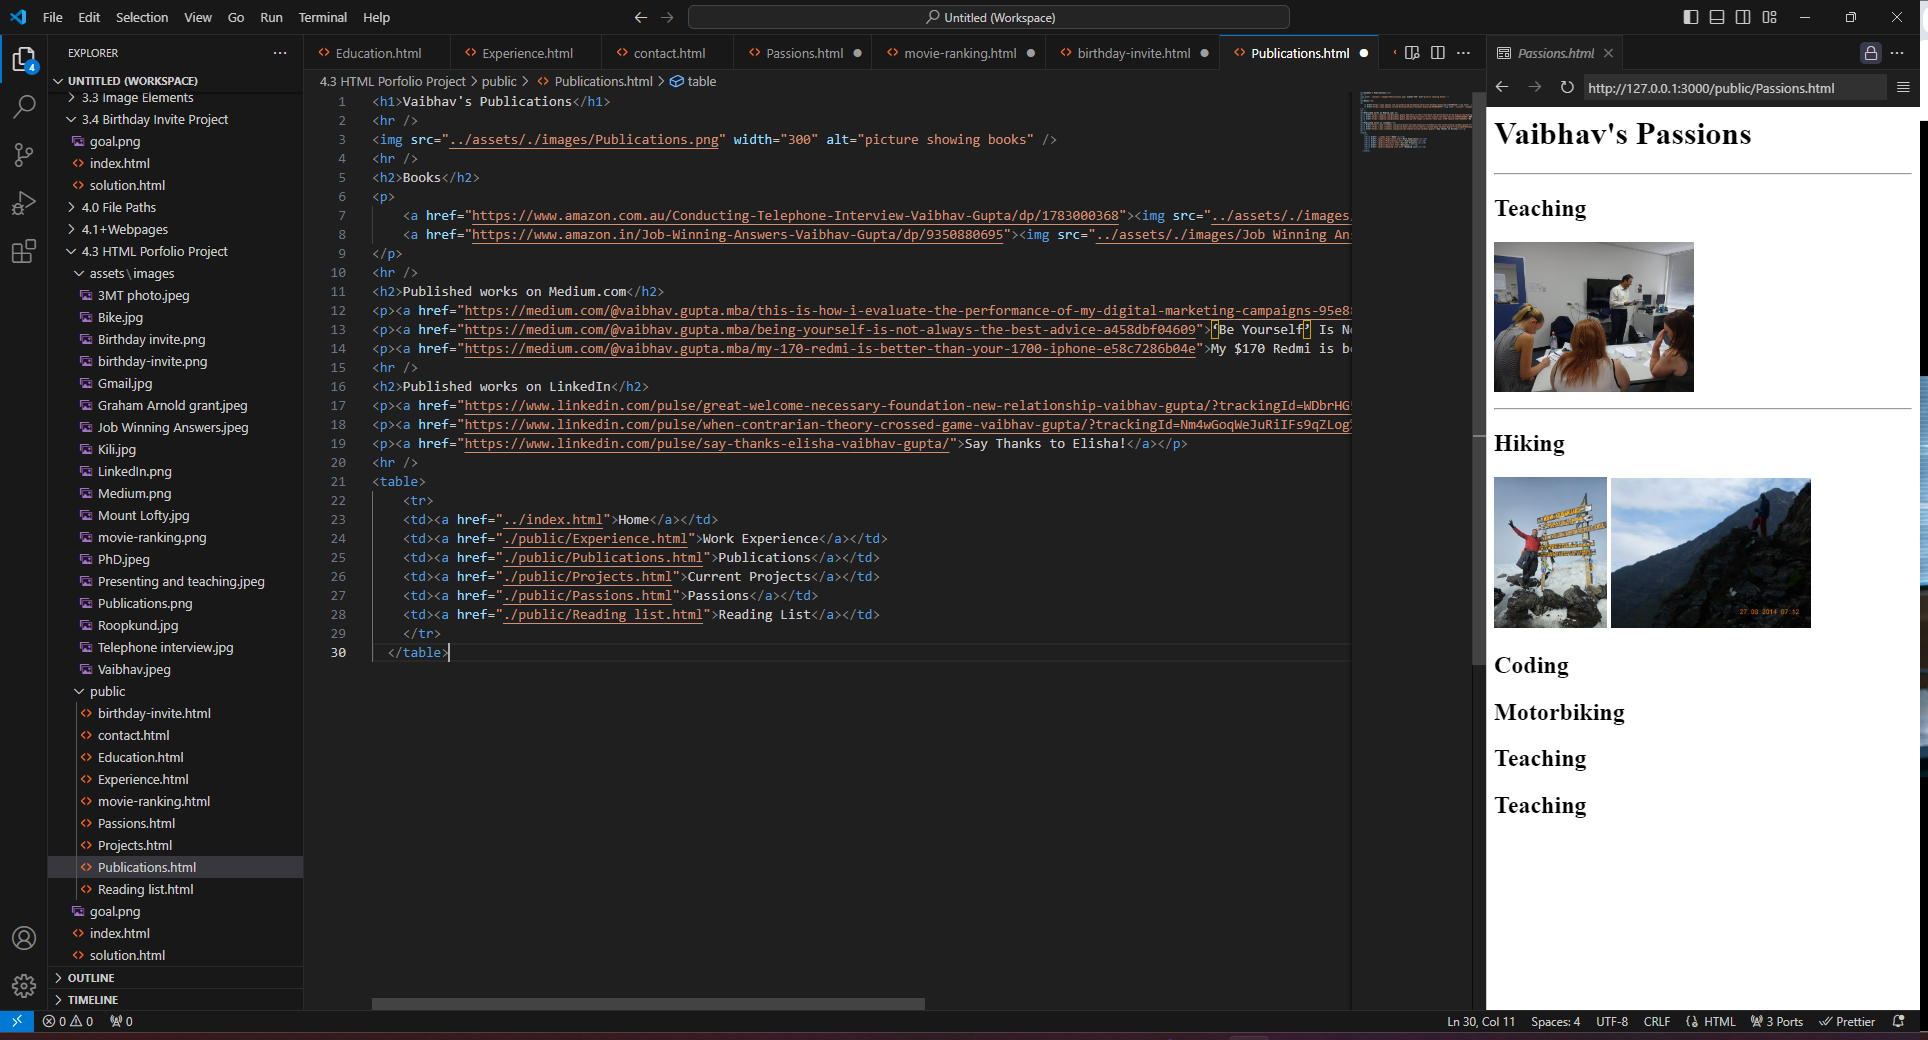 File Edit Selection View Go Run Terminal Help
Untitled (Workspace)
EXPLORER
UNTITLED (WORKSPACE)
3.3 Image Elements
3.4 Birthday Invite Project
goal.png
index.html
solution.html
4.0 File Paths
4.1+Webpages
4.3 HTML Porfolio Project
assets\images
3MT photo.jpeg
Bike.jpg
Birthday invite.png
birthday-invite.png
Gmail.jpg
Graham Arnold grant.jpeg
Job Winning Answers.jpeg
Kili.jpg
LinkedIn.png
Medium.png
Mount Lofty.jpg
movie-ranking.png
PhD.jpeg
Presenting and teaching.jpeg
Publications.png
Roopkund.jpg
Telephone interview.jpg
Vaibhav.jpeg
public
birthday-invite.html
contact.html
Education.html
Experience.html
movie-ranking.html
Passions.html
Projects.html
Publications.html
Reading list.html
goal.png
index.html
solution.html
OUTLINE
TIMELINE
4
Education.html Experience.html contact.html Passions.html movie-ranking.html birthday-invite.html Publications.html
4.3 HTML Porfolio Project > public > Publications.html > table
1 <h1>Vaibhav's Publications</h1>
2 <hr />
3 <img src="../assets/./images/Publications.png" width="300" alt="picture showing books" />
4 <hr />
5 <h2>Books</h2>
6 <p>
7 <a href="https://www.amazon.com.au/Conducting-Telephone-Interview-Vaibhav-Gupta/dp/1783000368"><img src="../assets/./images
8 <a href="https://www.amazon.in/Job-Winning-Answers-Vaibhav-Gupta/dp/9350880695"><img src="../assets/./images/Job Winning An
9 </p>
10 <hr />
11 <h2>Published works on Medium.com</h2>
12 <p><a href="https://medium.com/@vaibhav.gupta.mba/this-is-how-i-evaluate-the-performance-of-my-digital-marketing-campaigns-95e8
13 <p><a href="https://medium.com/@vaibhav.gupta.mba/being-yourself-is-not-always-the-best-advice-a458dbf04609">‘Be Yourself’ Is N
14 <p><a href="https://medium.com/@vaibhav.gupta.mba/my-170-redmi-is-better-than-your-1700-iphone-e58c7286b04e">My $170 Redmi is b
15 <hr />
16 <h2>Published works on LinkedIn</h2>
17 <p><a href="https://www.linkedin.com/pulse/great-welcome-necessary-foundation-new-relationship-vaibhav-gupta/?trackingId=WDbrHG
18 <p><a href="https://www.linkedin.com/pulse/when-contrarian-theory-crossed-game-vaibhav-gupta/?trackingId=Nm4wGoqWeJuRiIFs9qZLog
19 <p><a href="https://www.linkedin.com/pulse/say-thanks-elisha-vaibhav-gupta/">Say Thanks to Elisha!</a></p>
20 <hr />
21 <table>
22 <tr>
23 <td><a href="../index.html">Home</a></td>
24 <td><a href="./public/Experience.html">Work Experience</a></td>
25 <td><a href="./public/Publications.html">Publications</a></td>
26 <td><a href="./public/Projects.html">Current Projects</a></td>
27 <td><a href="./public/Passions.html">Passions</a></td>
28 <td><a href="./public/Reading list.html">Reading List</a></td>
29 </tr>
30 </table>
Passions.html
http://127.0.0.1:3000/public/Passions.html
Vaibhav's Passions
Teaching
Hiking
Coding
Motorbiking
Teaching
Teaching
0 0 0
Ln 30, Col 11 Spaces: 4 UTF-8 CRLF HTML 3 Ports Prettier